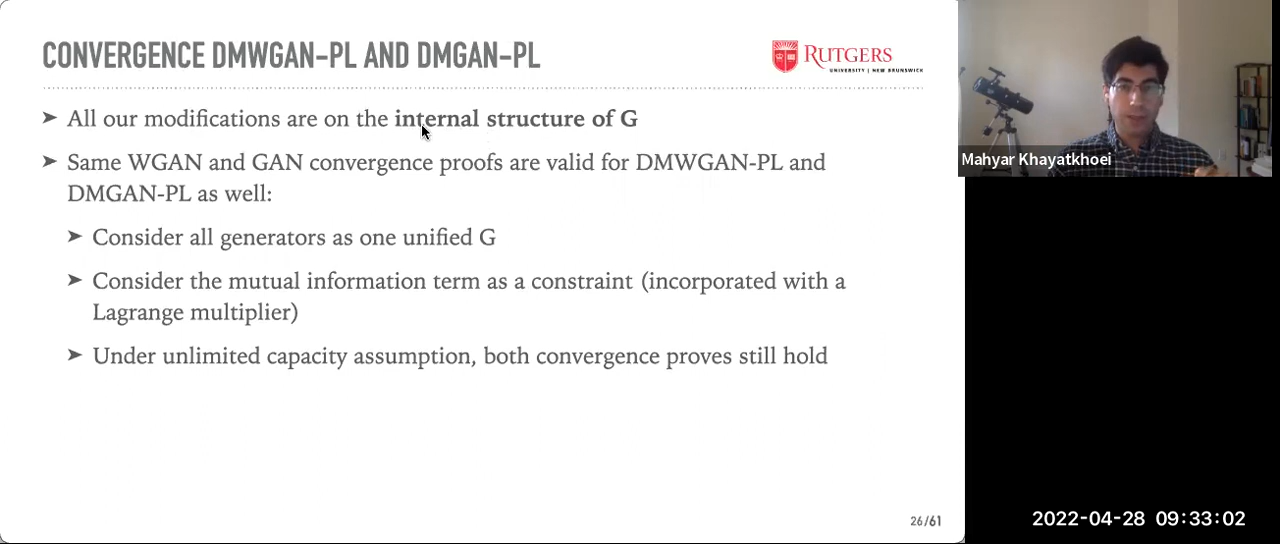 CONVERGENCE DMWGAN-PL AND DMGAN-PL
RUTGERS
UNIVERSITY | NEW BRUNSWICK
➤ All our modifications are on the internal structure of G
➤ Same WGAN and GAN convergence proofs are valid for DMWGAN-PL and
DMGAN-PL as well:
➤ Consider all generators as one unified G
➤ Consider the mutual information term as a constraint (incorporated with a
Lagrange multiplier)
➤ Under unlimited capacity assumption, both convergence proves still hold
26/61
Mahyar Khayatkhoei
2022-04-28 09:33:02